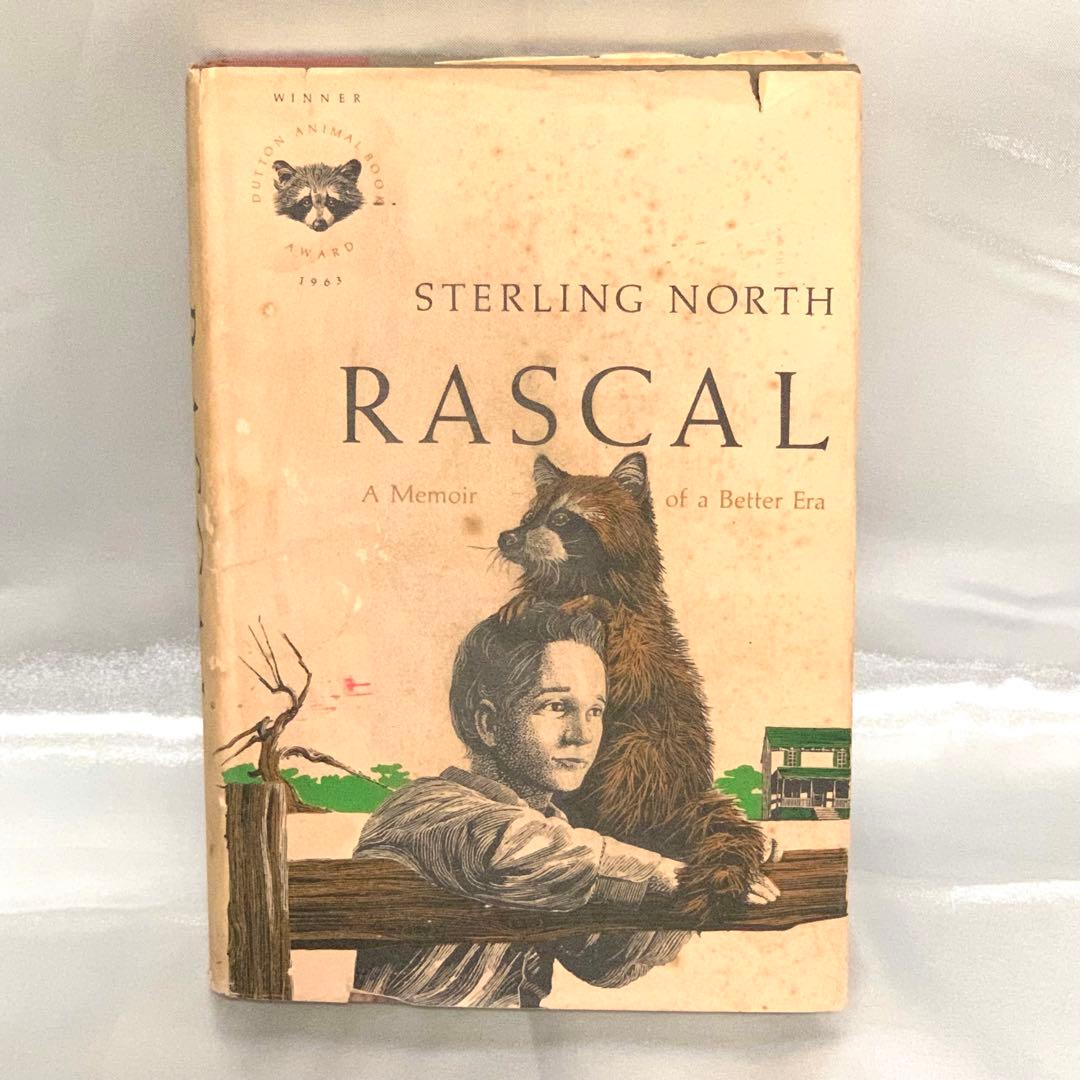 WINNER
DUTTON ANIMAL BOOK
AWARD
1963
STERLING NORTH
RASCAL
A Memoir of a Better Era